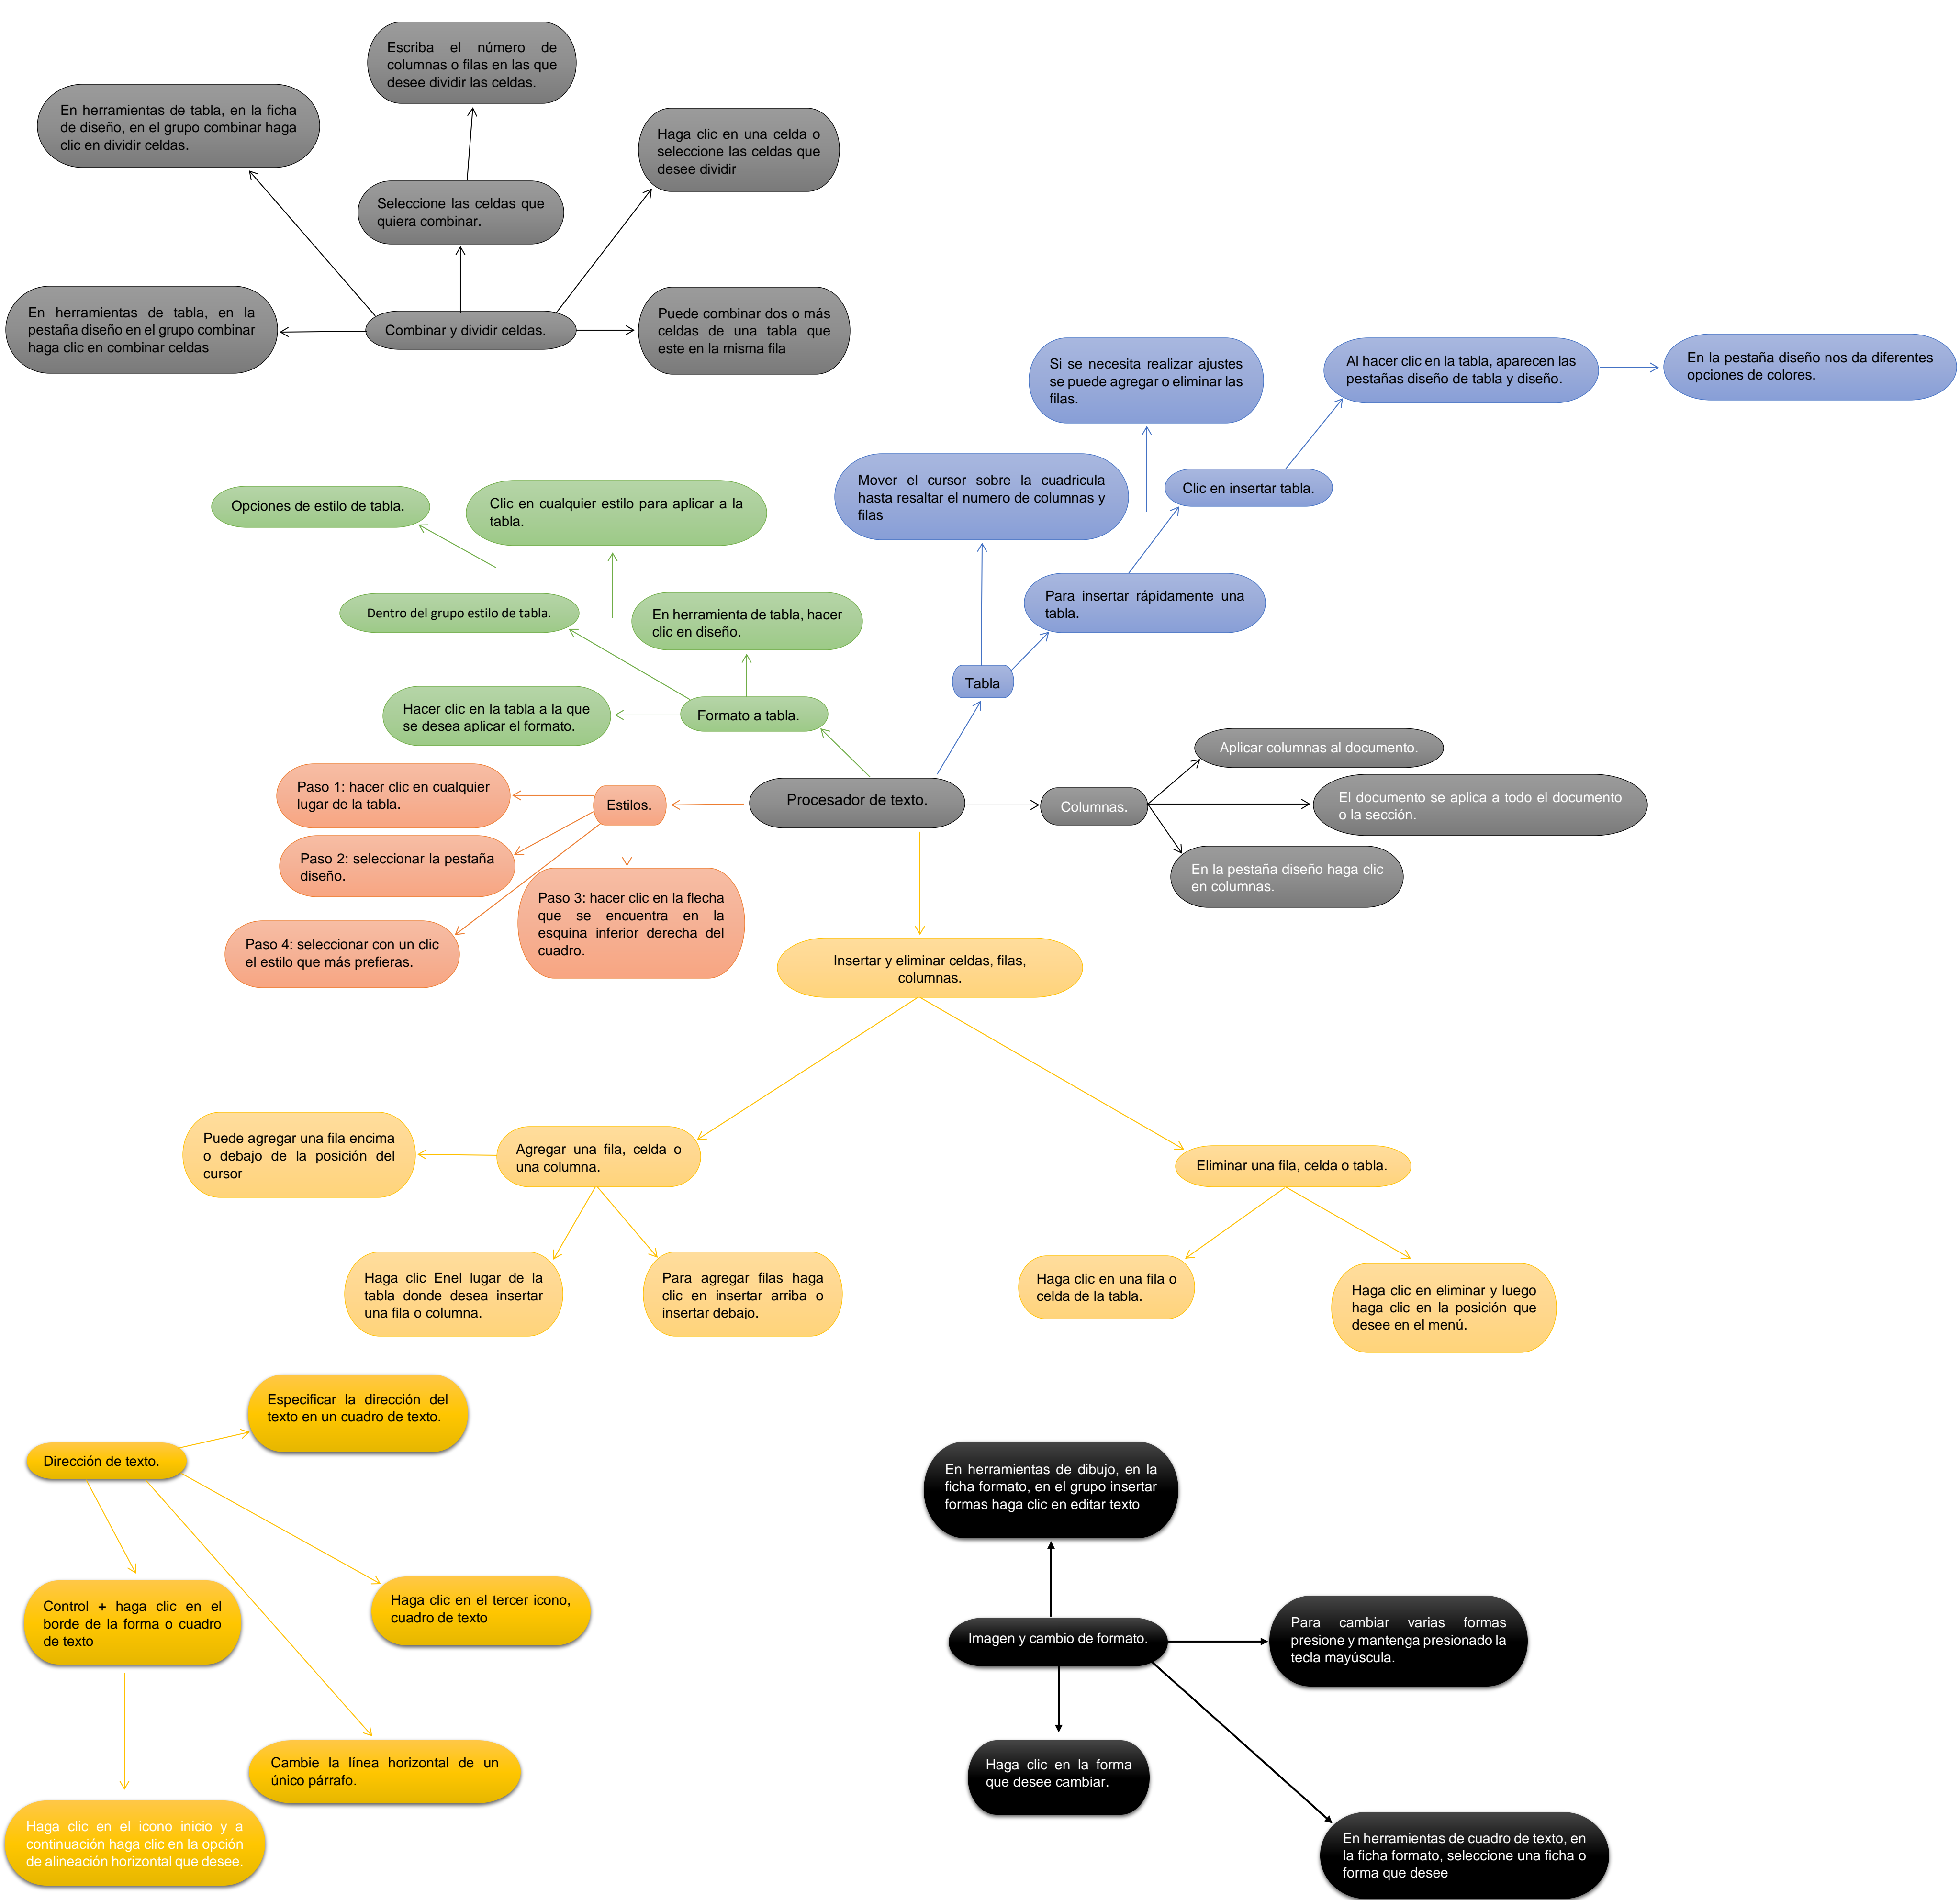 Escriba el número de
columnas o filas en las que
desee dividir las celdas.
En herramientas de tabla, en la ficha
de diseño, en el grupo combinar haga
clic en dividir celdas.
Haga clic en una celda o
seleccione las celdas que
desee dividir
Seleccione las celdas que
quiera combinar.
En herramientas de tabla, en la
pestaña diseño en el grupo combinar
haga clic en combinar celdas
Combinar y dividir celdas.
Puede combinar dos o más
celdas de una tabla que
este en la misma fila
Si se necesita realizar ajustes
se puede agregar o eliminar las
filas.
Al hacer clic en la tabla, aparecen las
pestañas diseño de tabla y diseño.
En la pestaña diseño nos da diferentes
opciones de colores.
Mover el cursor sobre la cuadricula
hasta resaltar el numero de columnas y
filas
Clic en insertar tabla.
Opciones de estilo de tabla.
Clic en cualquier estilo para aplicar a la
tabla.
Dentro del grupo estilo de tabla.
En herramienta de tabla, hacer
clic en diseño.
Para insertar rápidamente una
tabla.
Tabla
Hacer clic en la tabla a la que
se desea aplicar el formato.
Formato a tabla.
Aplicar columnas al documento.
Paso 1: hacer clic en cualquier
lugar de la tabla.
Estilos.
Procesador de texto.
Columnas.
El documento se aplica a todo el documento
o la sección.
Paso 2: seleccionar la pestaña
diseño.
En la pestaña diseño haga clic
en columnas.
Paso 3: hacer clic en la flecha
que se encuentra en la
esquina inferior derecha del
cuadro.
Paso 4: seleccionar con un clic
el estilo que más prefieras.
Insertar y eliminar celdas, filas,
columnas.
Puede agregar una fila encima
o debajo de la posición del
cursor
Agregar una fila, celda o
una columna.
Eliminar una fila, celda o tabla.
Haga clic Enel lugar de la
tabla donde desea insertar
una fila o columna.
Para agregar filas haga
clic en insertar arriba o
insertar debajo.
Haga clic en una fila o
celda de la tabla.
Haga clic en eliminar y luego
haga clic en la posición que
desee en el menú.
Especificar la dirección del
texto en un cuadro de texto.
Dirección de texto.
En herramientas de dibujo, en la
ficha formato, en el grupo insertar
formas haga clic en editar texto
Control + haga clic en el
borde de la forma o cuadro
de texto
Haga clic en el tercer icono,
cuadro de texto
Imagen y cambio de formato.
Para cambiar varias formas
presione y mantenga presionado la
tecla mayúscula.
Cambie la línea horizontal de un
único párrafo.
Haga clic en la forma
que desee cambiar.
Haga clic en el icono inicio y a
continuación haga clic en la opción
de alineación horizontal que desee.
En herramientas de cuadro de texto, en
la ficha formato, seleccione una ficha o
forma que desee